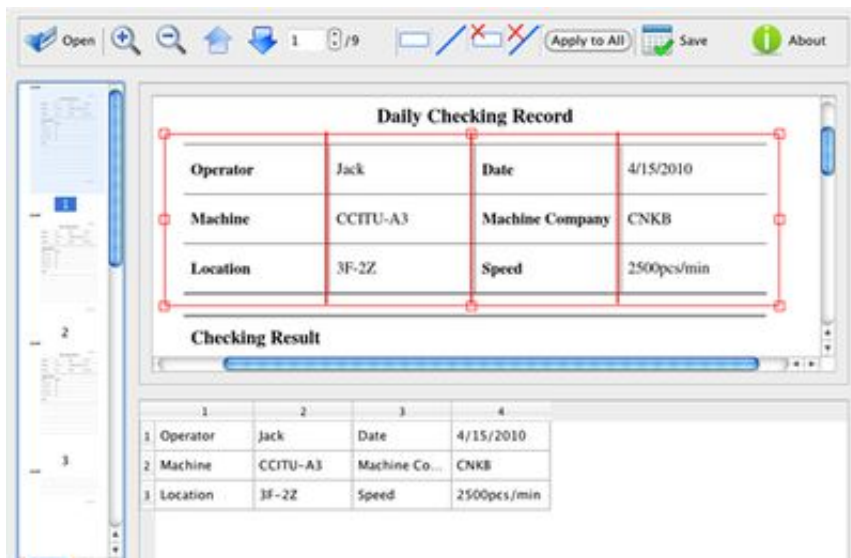 Open 1 /9 Apply to All Save About
1
2
3
Daily Checking Record
Operator Jack Date 4/15/2010
Machine CCITU-A3 Machine Company CNKB
Location 3F-2Z Speed 2500pcs/min
Checking Result
1 2 3 4
1 Operator Jack Date 4/15/2010
2 Machine CCITU-A3 Machine Co... CNKB
3 Location 3F-2Z Speed 2500pcs/min